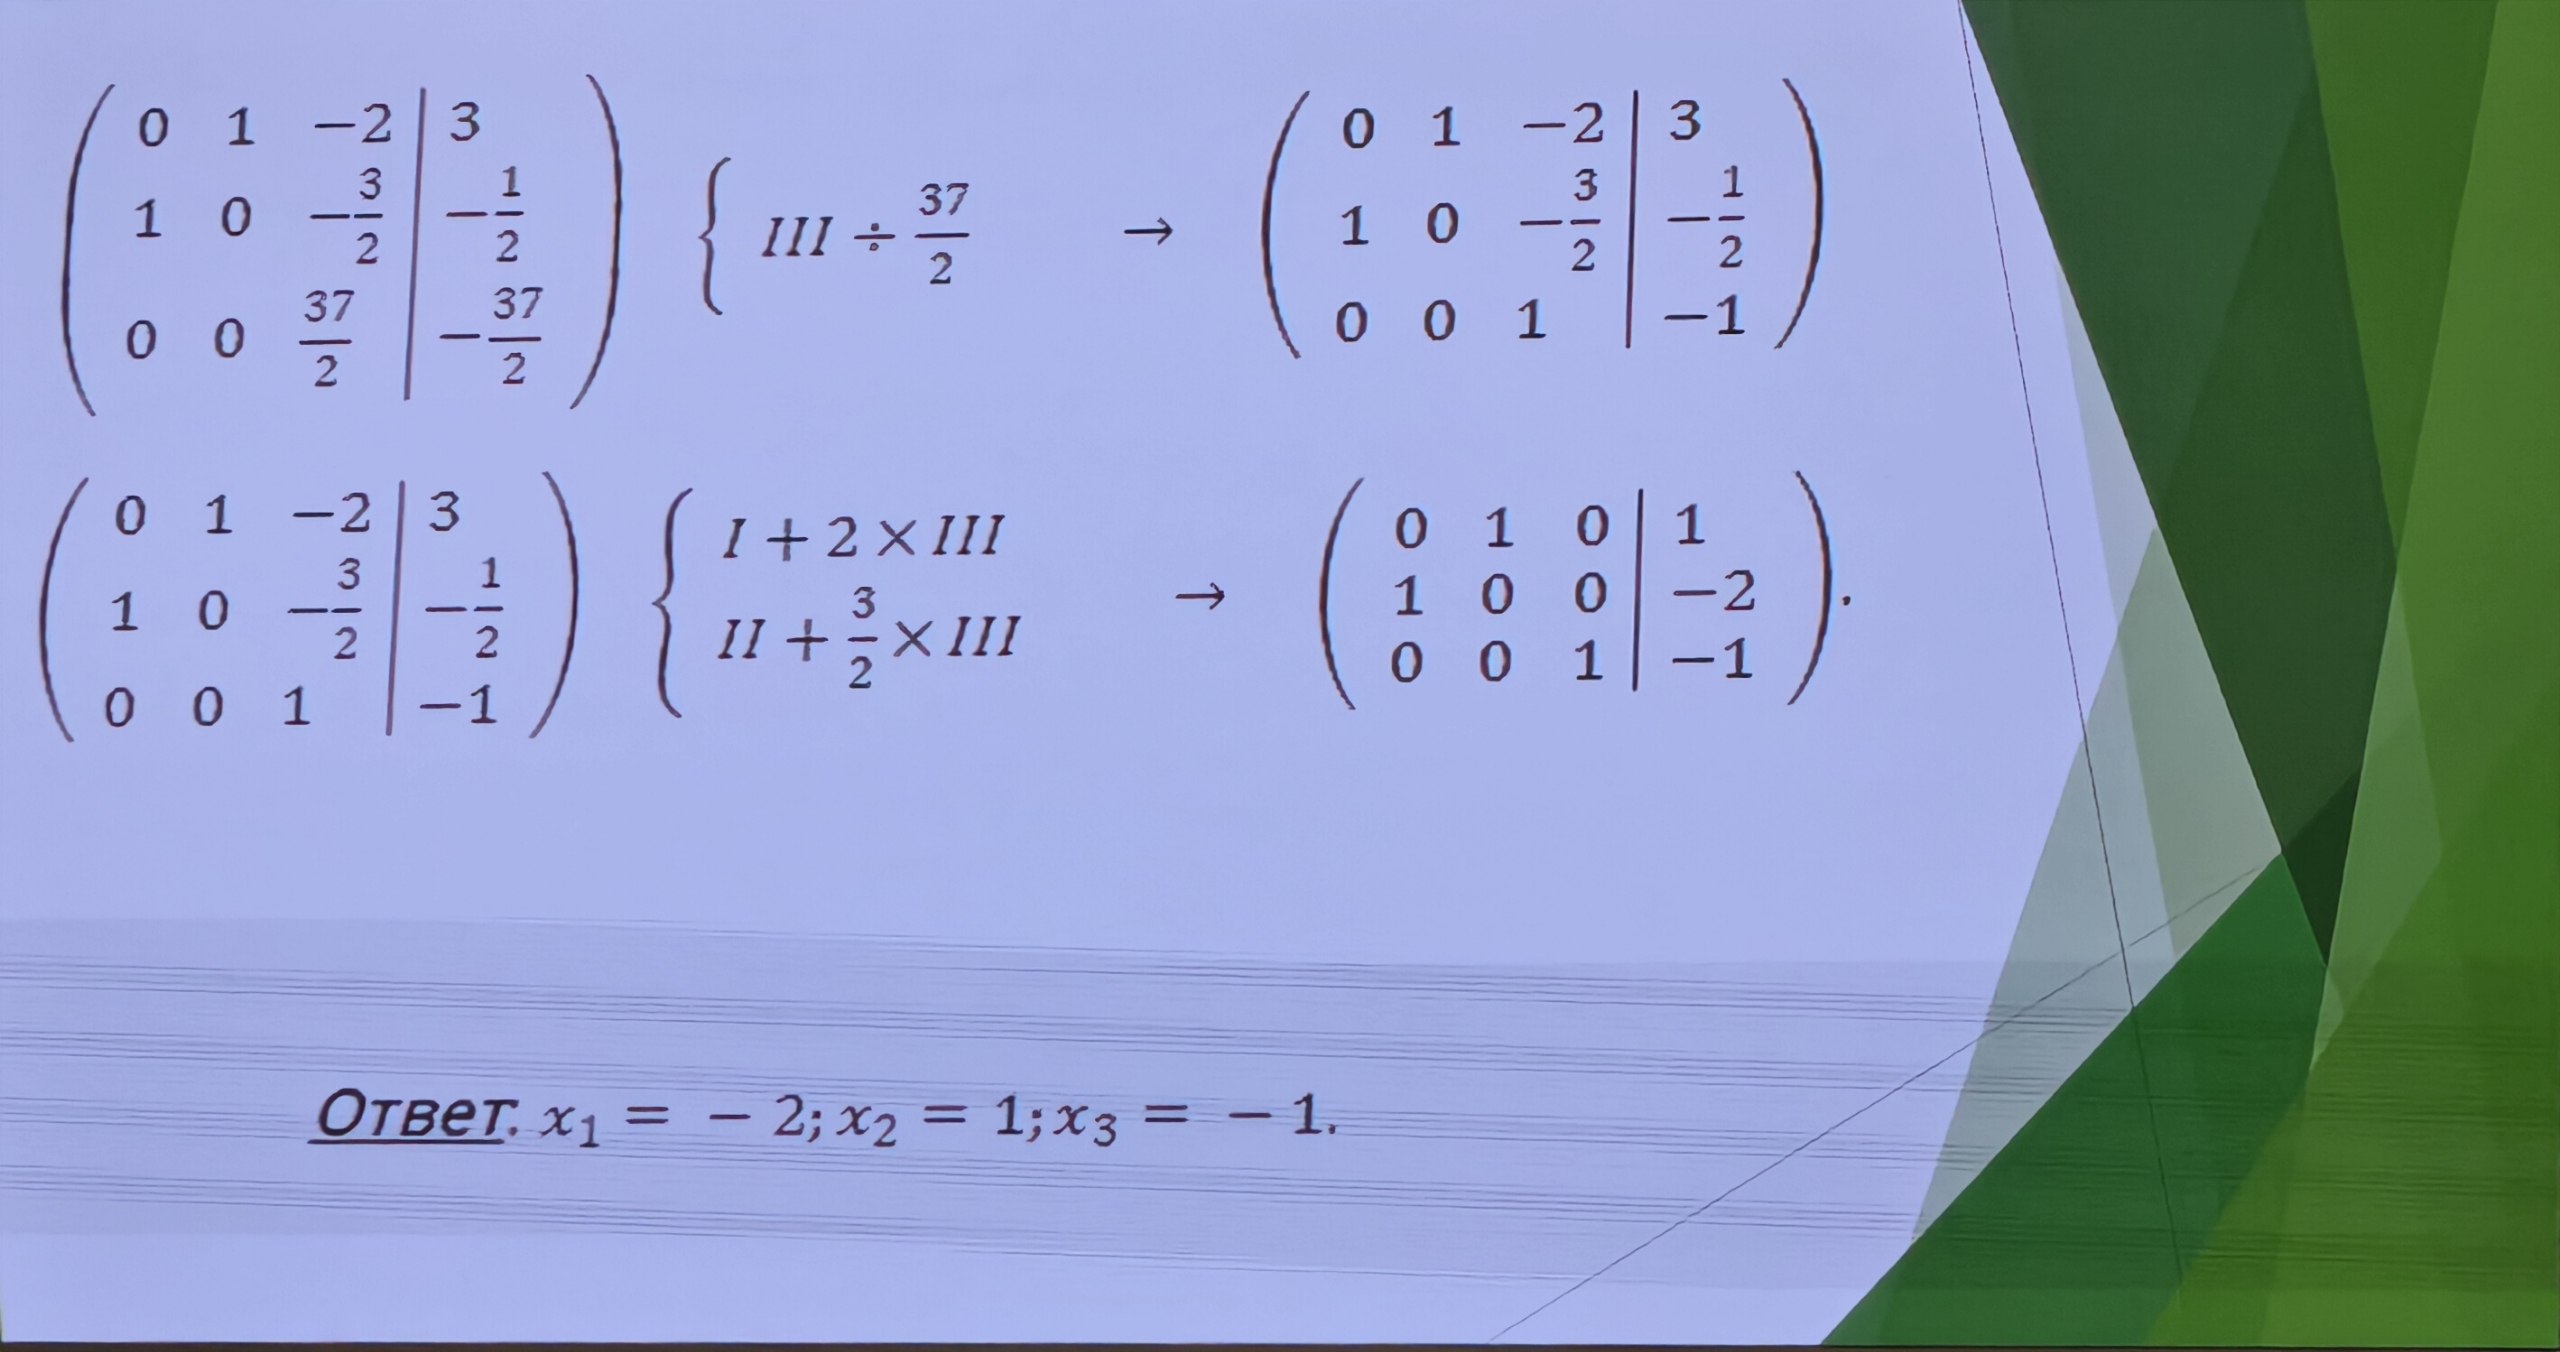 0 1 −2 | 3
1 0 −3/2 | −1/2
0 0 37/2 | −37/2
{ III ÷ 37/2
→
0 1 −2 | 3
1 0 −3/2 | −1/2
0 0 1 | −1
0 1 −2 | 3
1 0 −3/2 | −1/2
0 0 1 | −1
{ I + 2 × III
II + 3/2 × III
→
0 1 0 | 1
1 0 0 | −2
0 0 1 | −1 .
Ответ. x₁ = − 2; x₂ = 1; x₃ = − 1.